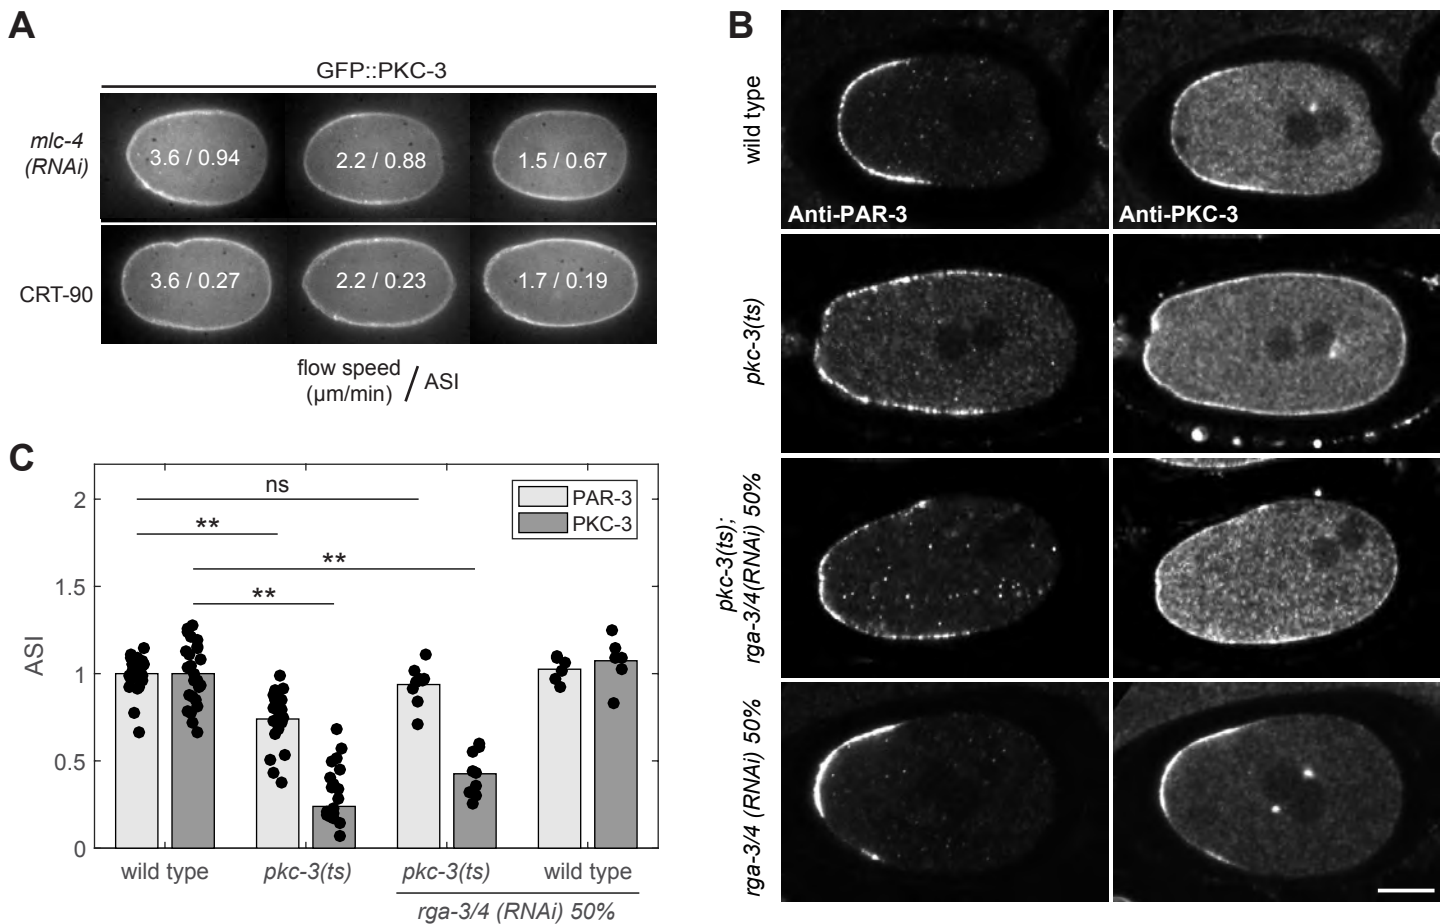 A
GFP::PKC-3
mlc-4
(RNAi)
3.6 / 0.94
2.2 / 0.88
1.5 / 0.67
CRT-90
3.6 / 0.27
2.2 / 0.23
1.7 / 0.19
flow speed
(µm/min) / ASI
B
wild type
Anti-PAR-3
Anti-PKC-3
pkc-3(ts)
pkc-3(ts);
rga-3/4(RNAi) 50%
rga-3/4 (RNAi) 50%
C
ns
**
**
**
PAR-3
PKC-3
ASI
2
1.5
1
0.5
0
wild type
pkc-3(ts)
pkc-3(ts)
wild type
rga-3/4 (RNAi) 50%